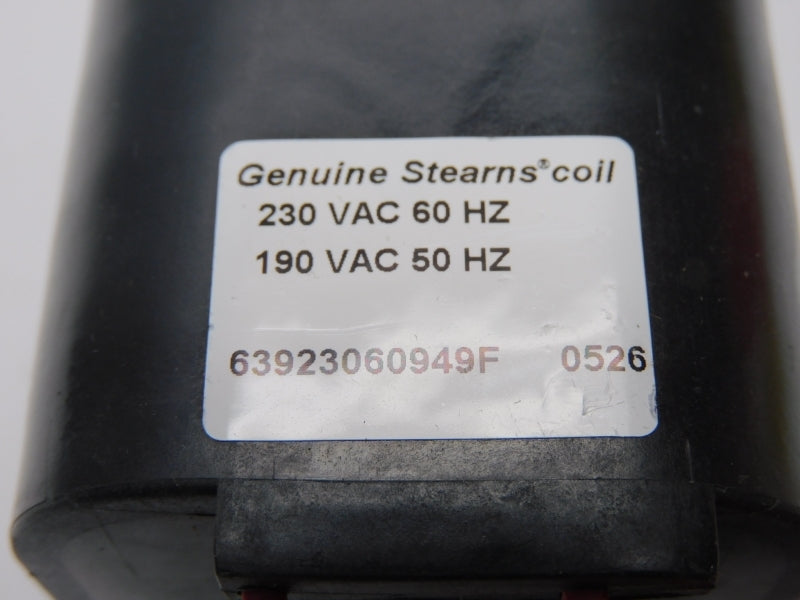 Genuine Stearns® coil
230 VAC 60 HZ
190 VAC 50 HZ
63923060949F 0526